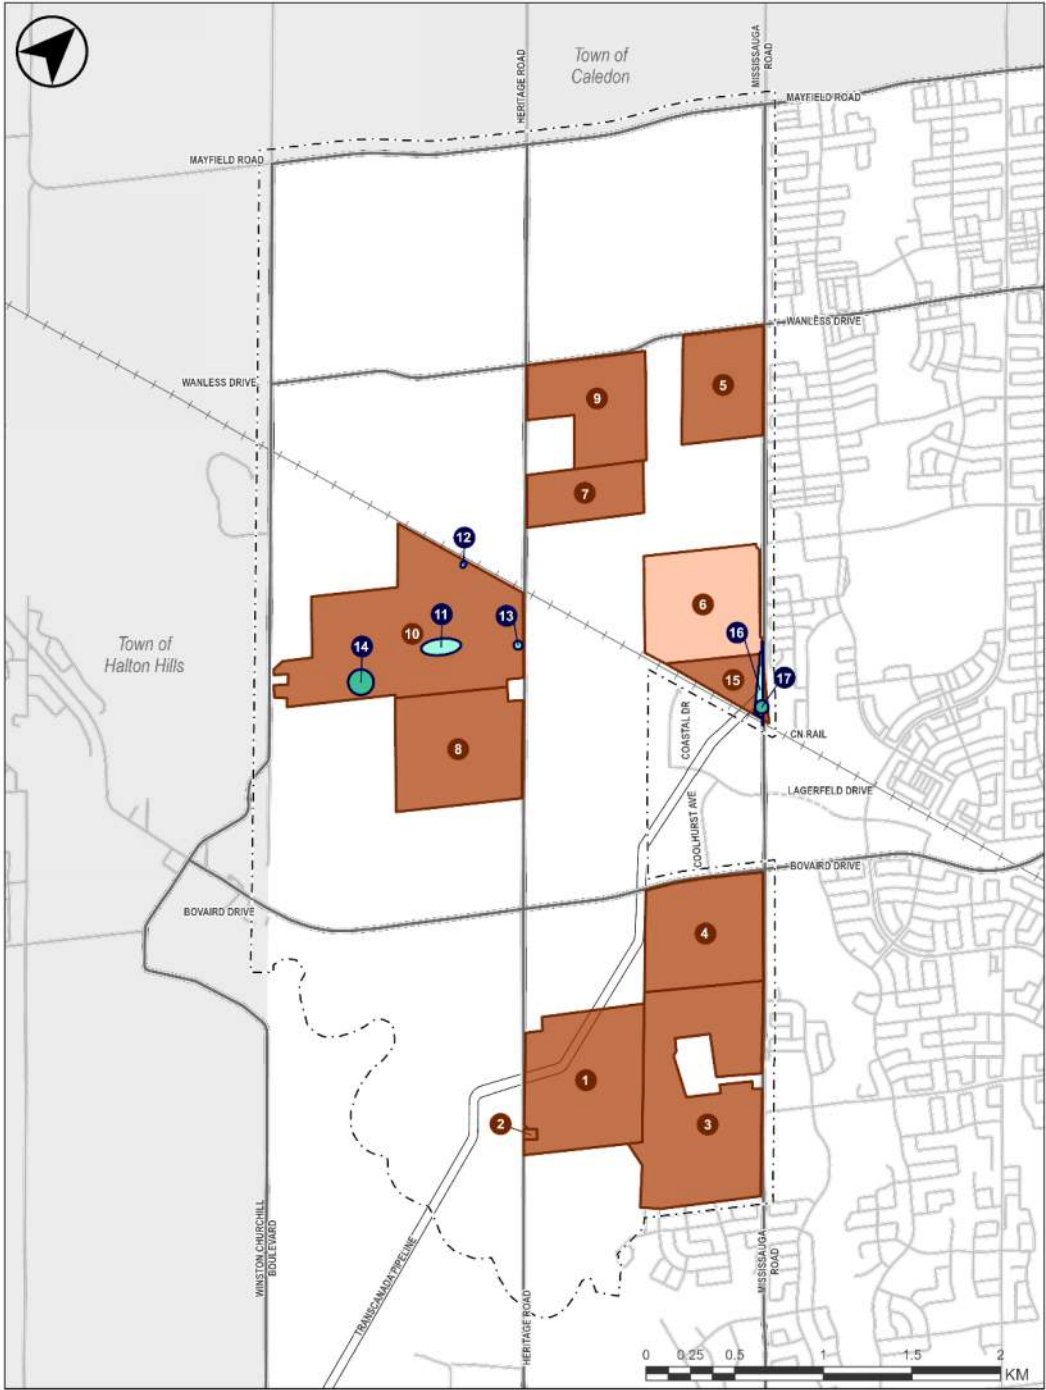 Town of
Caledon
HERITAGE ROAD
MISSISSAUGA
ROAD
MAYFIELD ROAD
MAYFIELD ROAD
WANLESS DRIVE
WANLESS DRIVE
5
9
7
12
6
11
13
10
16
14
15
17
Town of
Halton Hills
COASTAL DR
CN RAIL
8
LAGERFELD DRIVE
COOLHURST AVE
BOVAIRD DRIVE
BOVAIRD DRIVE
4
1
2
3
WINSTON CHURCHILL
BOULEVARD
TRANSCANADA PIPELINE
HERITAGE ROAD
MISSISSAUGA
ROAD
0 0.25 0.5 1 1.5 2
KM